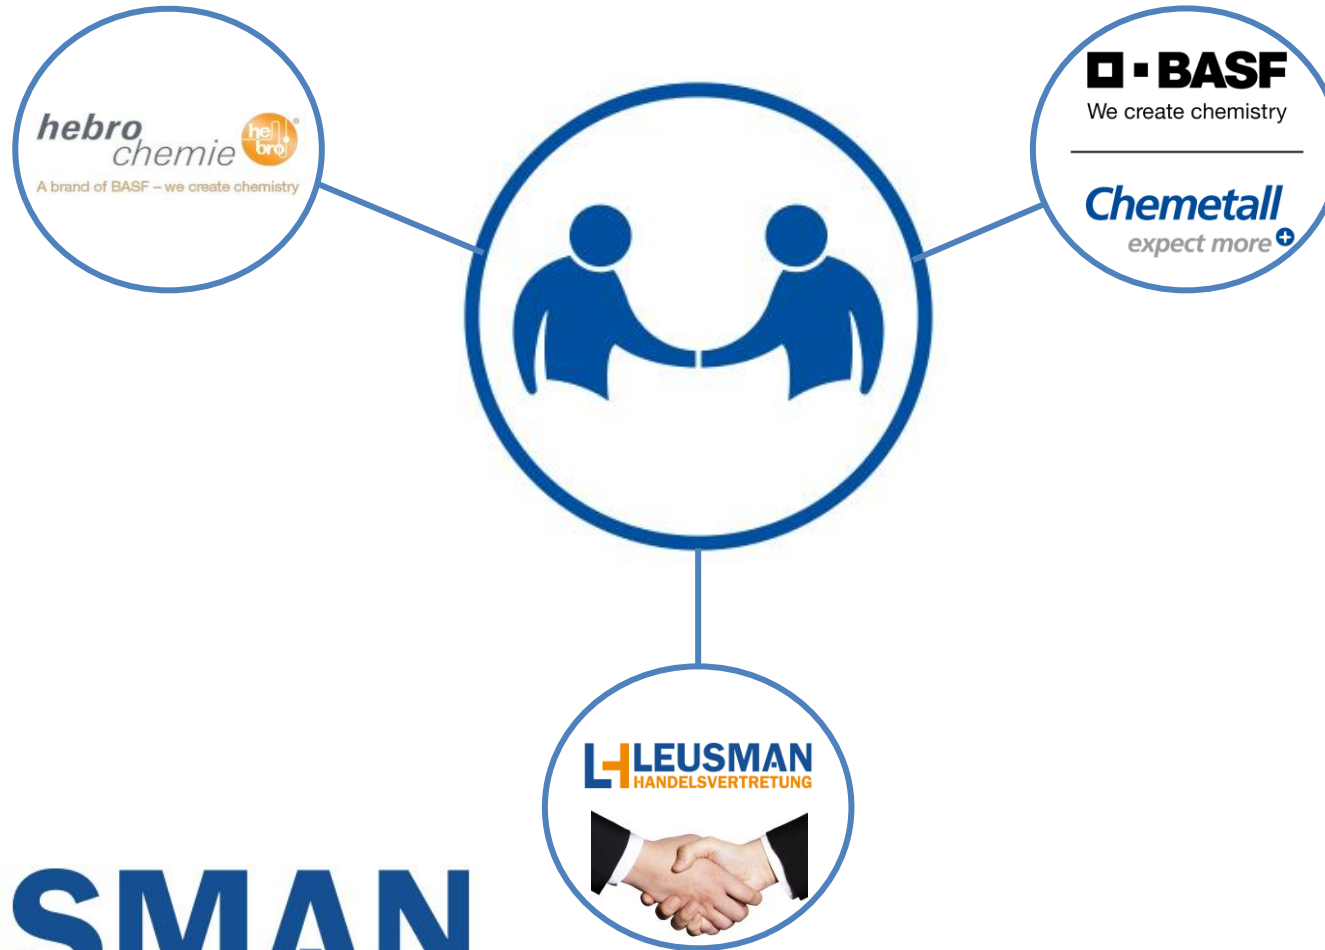 hebro
chemie
he
bro
®
A brand of BASF – we create chemistry
BASF
We create chemistry
Chemetall
expect more
LH LEUSMAN
HANDELSVERTRETUNG
SMAN